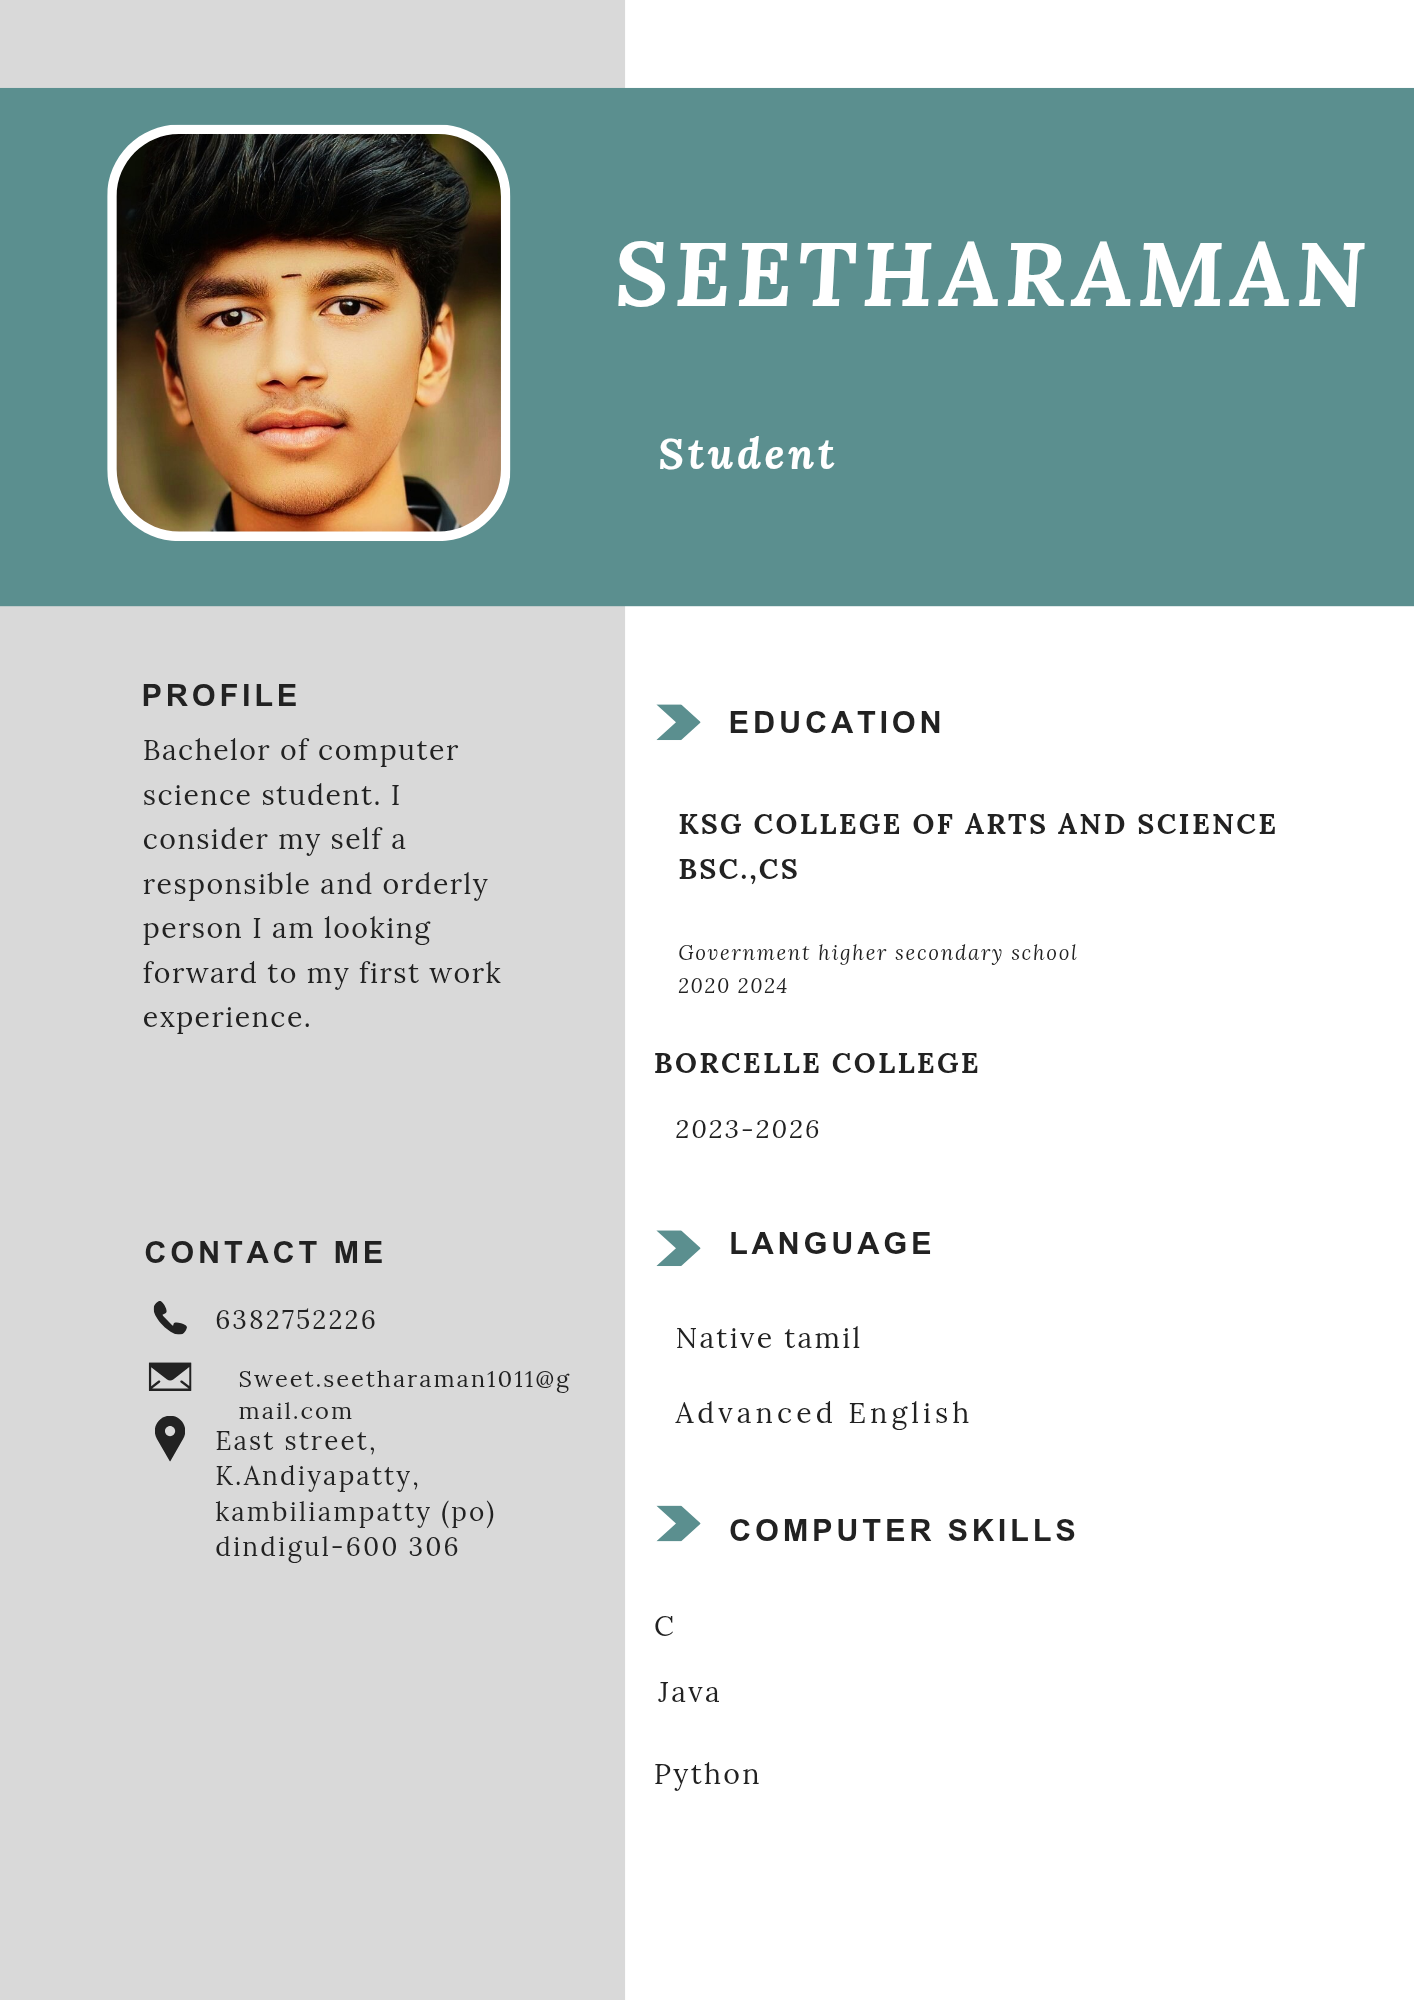 SEETHARAMAN
Student
PROFILE
Bachelor of computer
science student. I
consider my self a
responsible and orderly
person I am looking
forward to my first work
experience.
CONTACT ME
6382752226
Sweet.seetharaman1011@g
mail.com
East street,
K.Andiyapatty,
kambiliampatty (po)
dindigul-600 306
EDUCATION
KSG COLLEGE OF ARTS AND SCIENCE
BSC.,CS
Government higher secondary school
2020 2024
BORCELLE COLLEGE
2023-2026
LANGUAGE
Native tamil
Advanced English
COMPUTER SKILLS
C
Java
Python